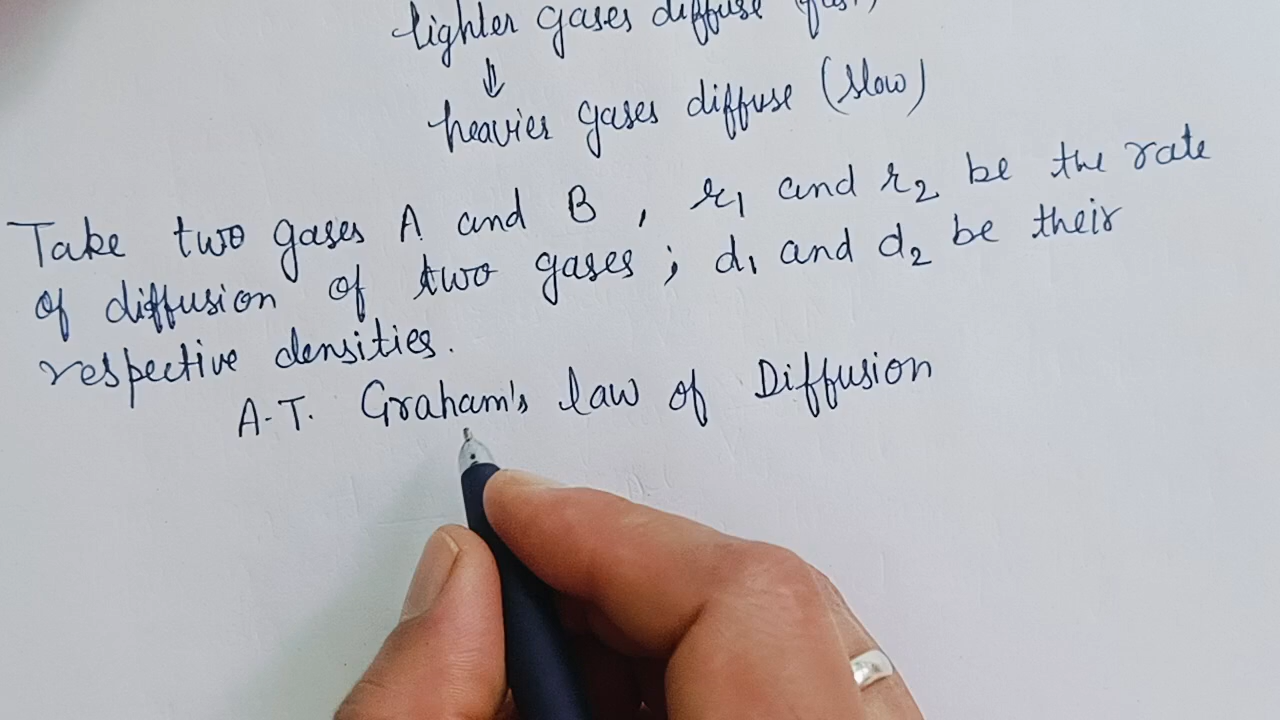 lighter gases diffuse (fast)
⇓
heavier gases diffuse (slow)
Take two gases A and B , r₁ and r₂ be the rate
of diffusion of two gases ; d₁ and d₂ be their
respective densities.
A.T. Graham's law of Diffusion